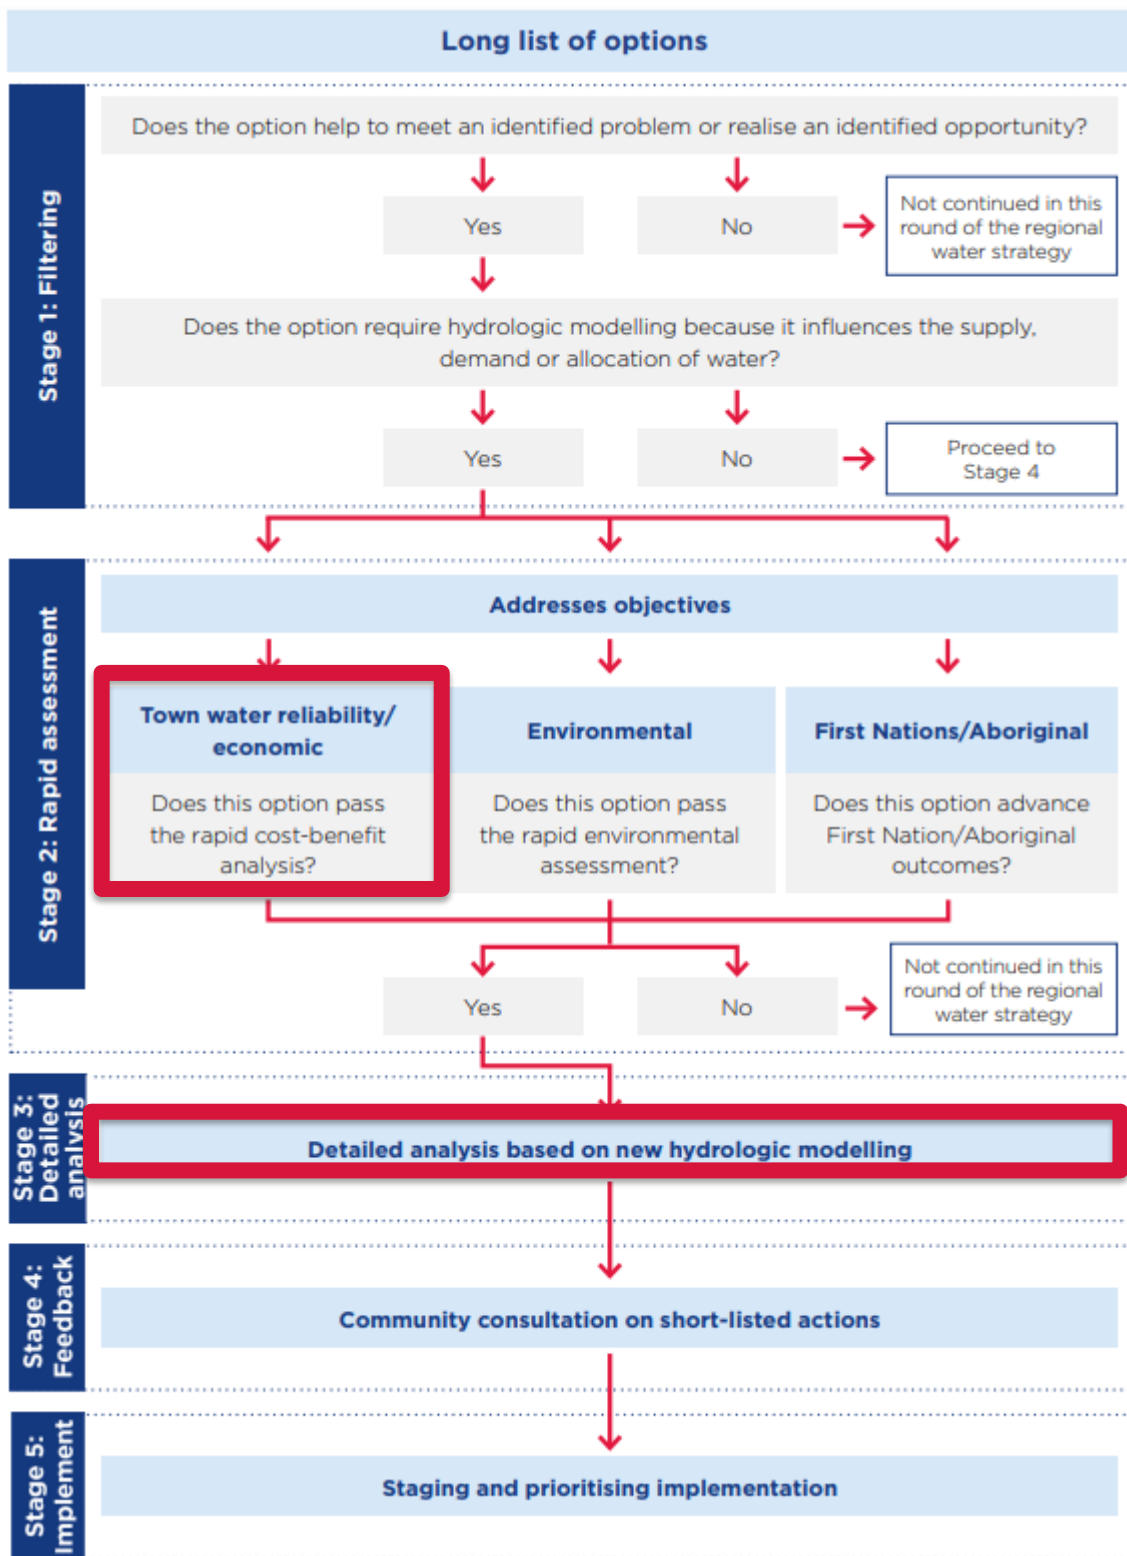 Long list of options
Stage 1: Filtering
Does the option help to meet an identified problem or realise an identified opportunity?
Yes
No
Not continued in this
round of the regional
water strategy
Does the option require hydrologic modelling because it influences the supply,
demand or allocation of water?
Yes
No
Proceed to
Stage 4
Stage 2: Rapid assessment
Addresses objectives
Town water reliability/
economic
Does this option pass
the rapid cost-benefit
analysis?
Environmental
Does this option pass
the rapid environmental
assessment?
First Nations/Aboriginal
Does this option advance
First Nation/Aboriginal
outcomes?
Yes
No
Not continued in this
round of the regional
water strategy
Stage 3:
Detailed
analysis
Detailed analysis based on new hydrologic modelling
Stage 4:
Feedback
Community consultation on short-listed actions
Stage 5:
Implement
Staging and prioritising implementation